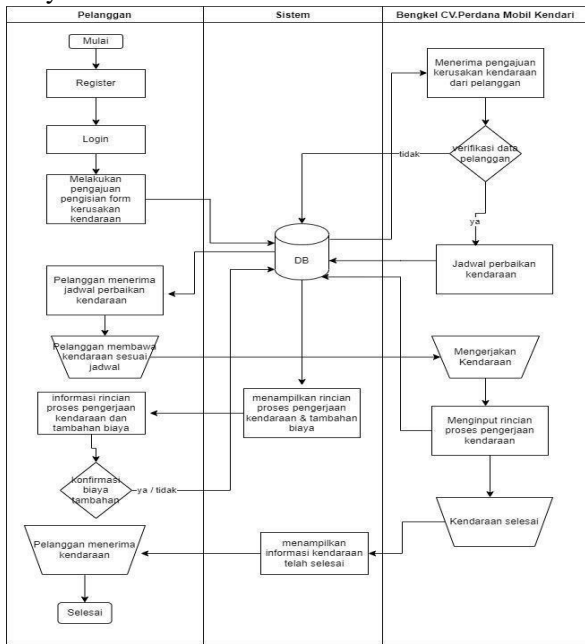 Pelanggan
Sistem
Bengkel CV.Perdana Mobil Kendari
Mulai
Register
Login
Melakukan
pengajuan
pengisian form
kerusakan
kendaraan
Menerima pengajuan
kerusakan kendaraan
dari pelanggan
verifikasi data
pelanggan
tidak
ya
DB
Jadwal perbaikan
kendaraan
Pelanggan menerima
jadwal perbaikan
kendaraan
Pelanggan membawa
kendaraan sesuai
jadwal
Mengerjakan
Kendaraan
informasi rincian
proses pengerjaan
kendaraan dan
tambahan biaya
menampilkan rincian
proses pengerjaan
kendaraan & tambahan
biaya
Menginput rincian
proses pengerjaan
kendaraan
konfirmasi
biaya
tambahan
ya / tidak
Kendaraan selesai
menampilkan
informasi kendaraan
telah selesai
Pelanggan menerima
kendaraan
Selesai